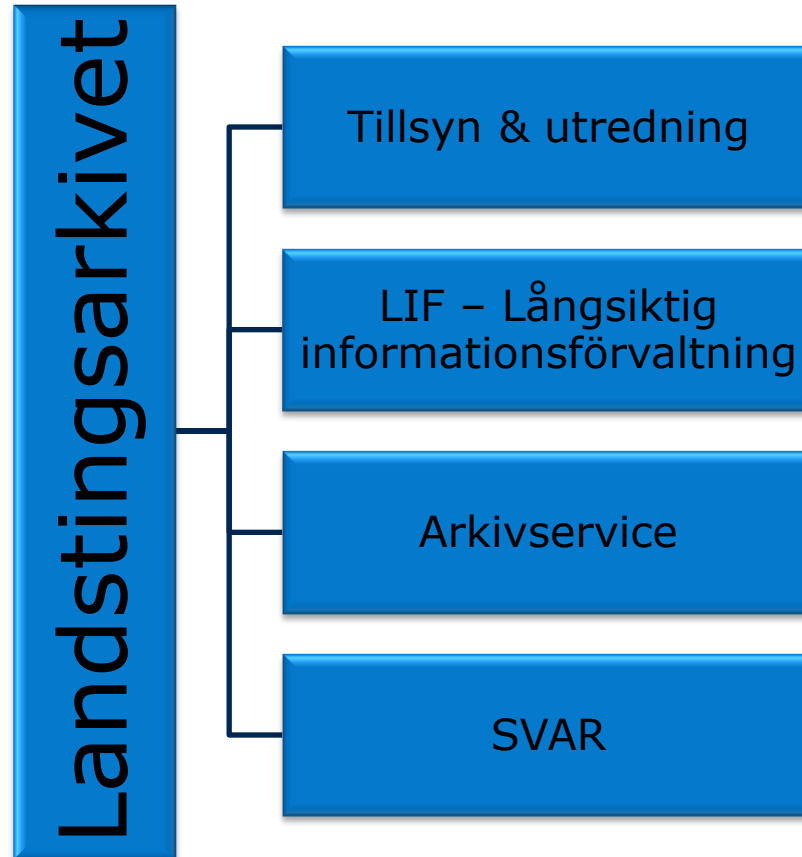 Landstingsarkivet
Tillsyn & utredning
LIF – Långsiktig
informationsförvaltning
Arkivservice
SVAR